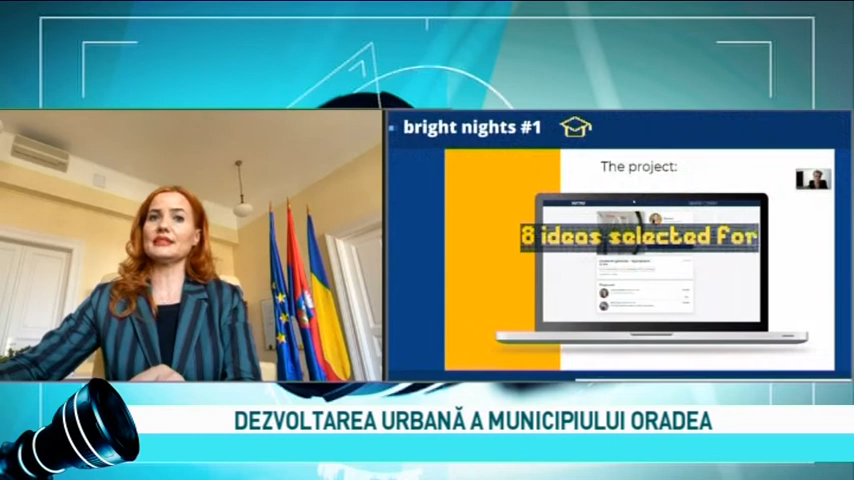 bright nights #1
The project:
8 ideas selected for
DEZVOLTAREA URBANĂ A MUNICIPIULUI ORADEA